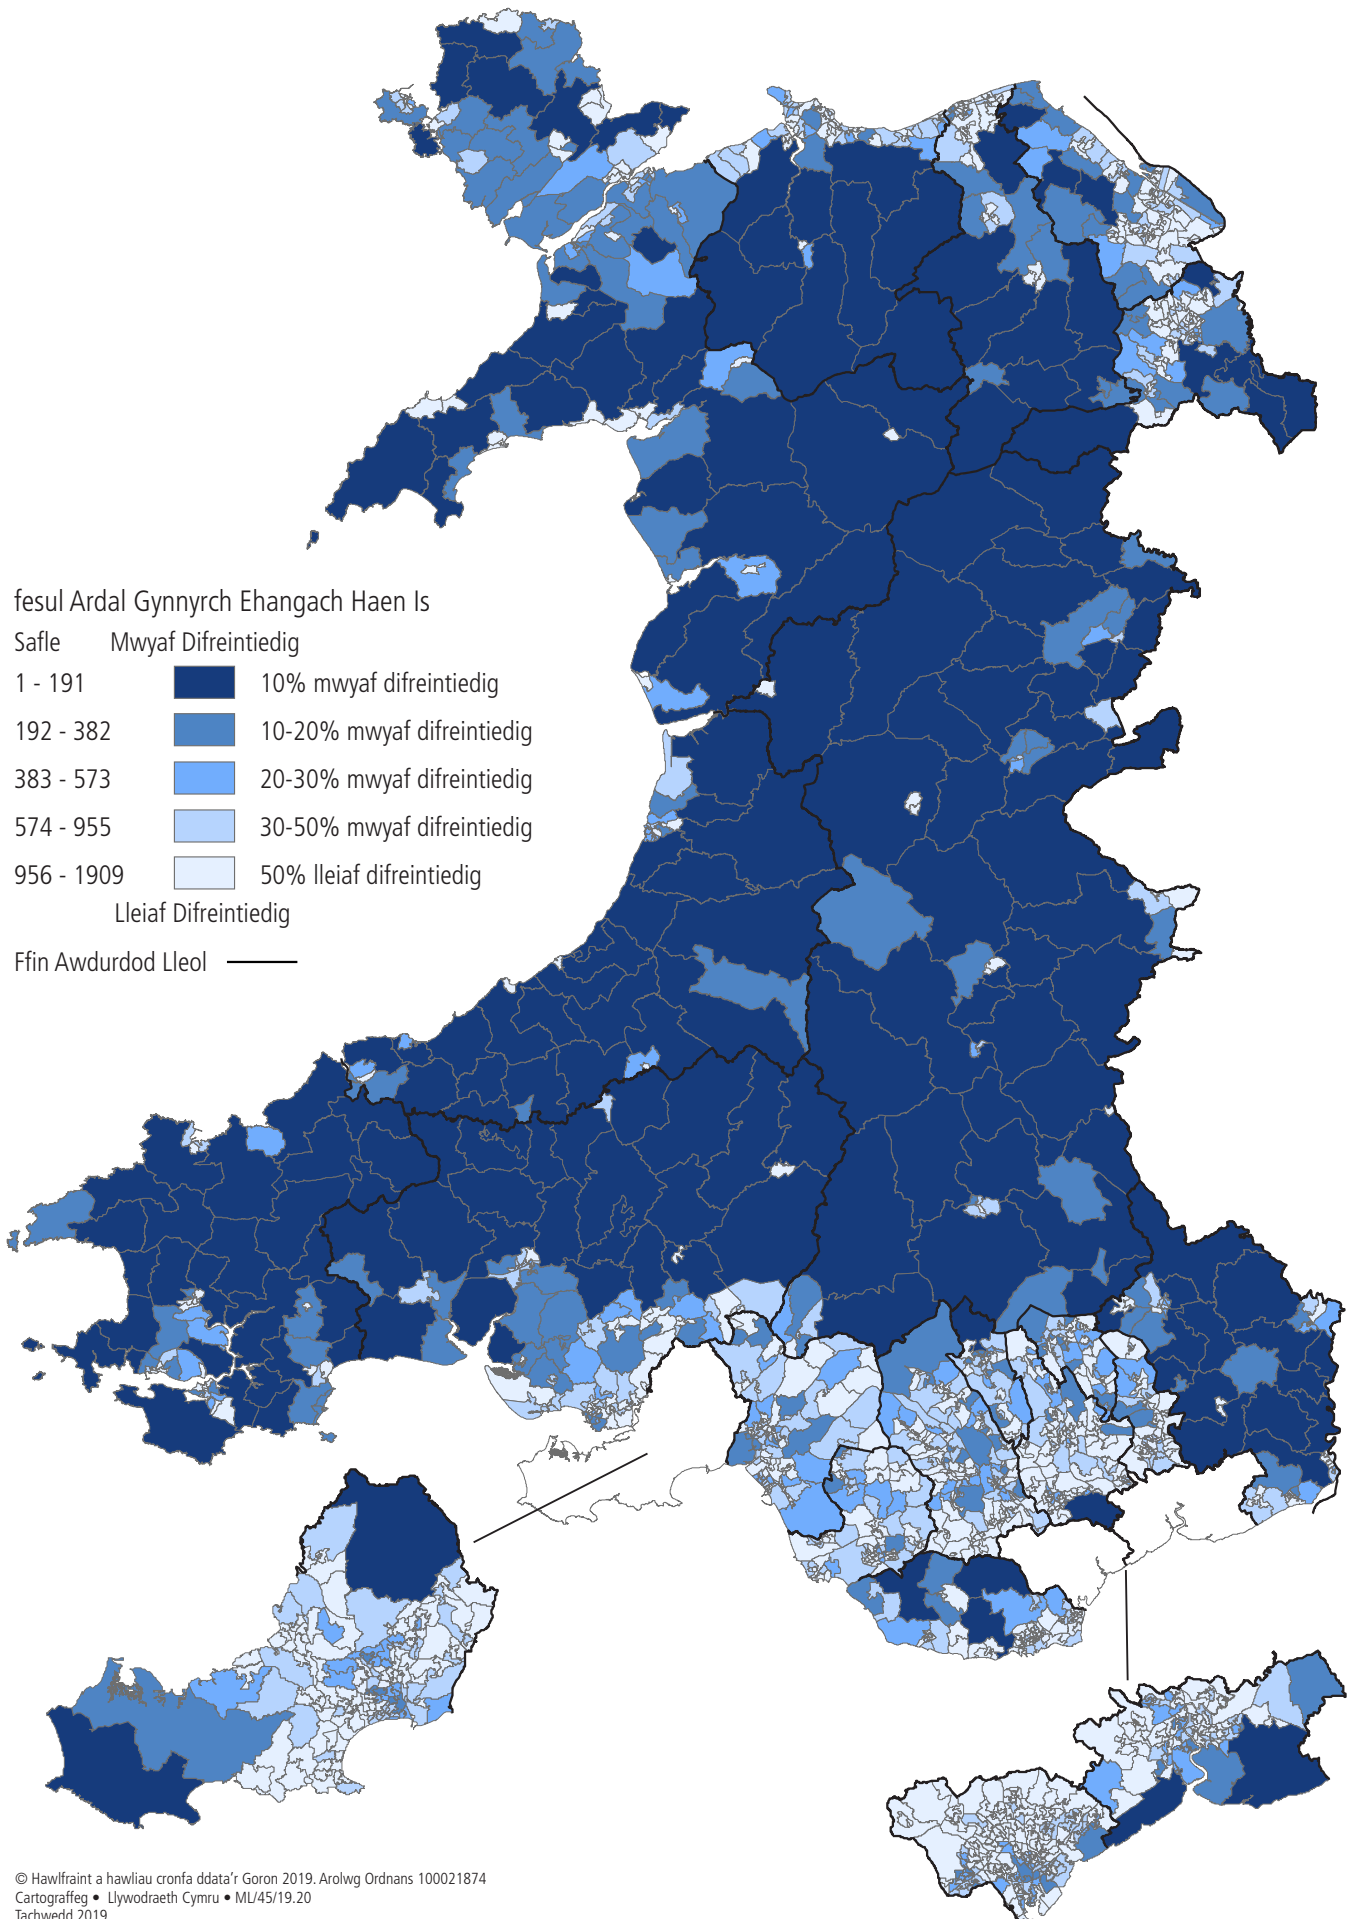 fesul Ardal Gynnyrch Ehangach Haen Is
Safle Mwyaf Difreintiedig
1 - 191 10% mwyaf difreintiedig
192 - 382 10-20% mwyaf difreintiedig
383 - 573 20-30% mwyaf difreintiedig
574 - 955 30-50% mwyaf difreintiedig
956 - 1909 50% lleiaf difreintiedig
Lleiaf Difreintiedig
Ffin Awdurdod Lleol
© Hawlfraint a hawliau cronfa ddata’r Goron 2019. Arolwg Ordnans 100021874
Cartograffeg • Llywodraeth Cymru • ML/45/19.20
Tachwedd 2019